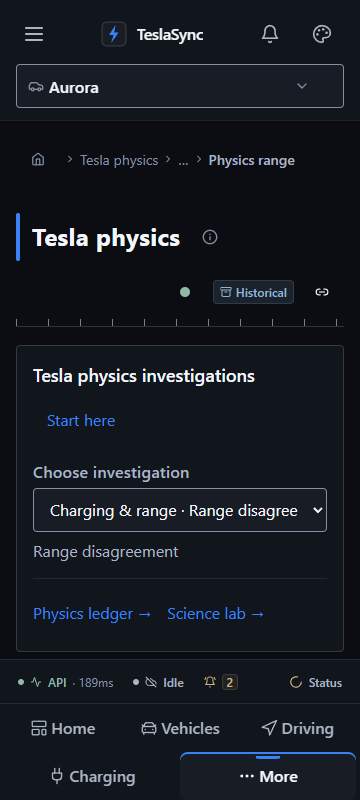 TeslaSync
Aurora
Tesla physics ... Physics range
Tesla physics
Historical
Tesla physics investigations
Start here
Choose investigation
Charging & range · Range disagree
Range disagreement
Physics ledger → Science lab →
API · 189ms Idle 2 Status
Home Vehicles Driving
Charging More